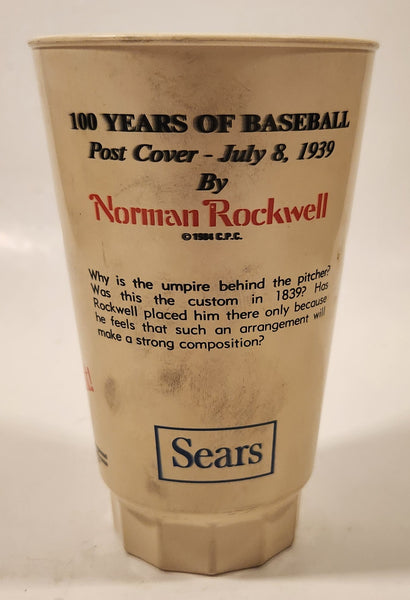 100 YEARS OF BASEBALL
Post Cover - July 8, 1939
By
Norman Rockwell
© 1984 C.P.C.
Why is the umpire behind the pitcher?
Was this the custom in 1839? Has
Rockwell placed him there only because
he feels that such an arrangement will
make a strong composition?
Sears